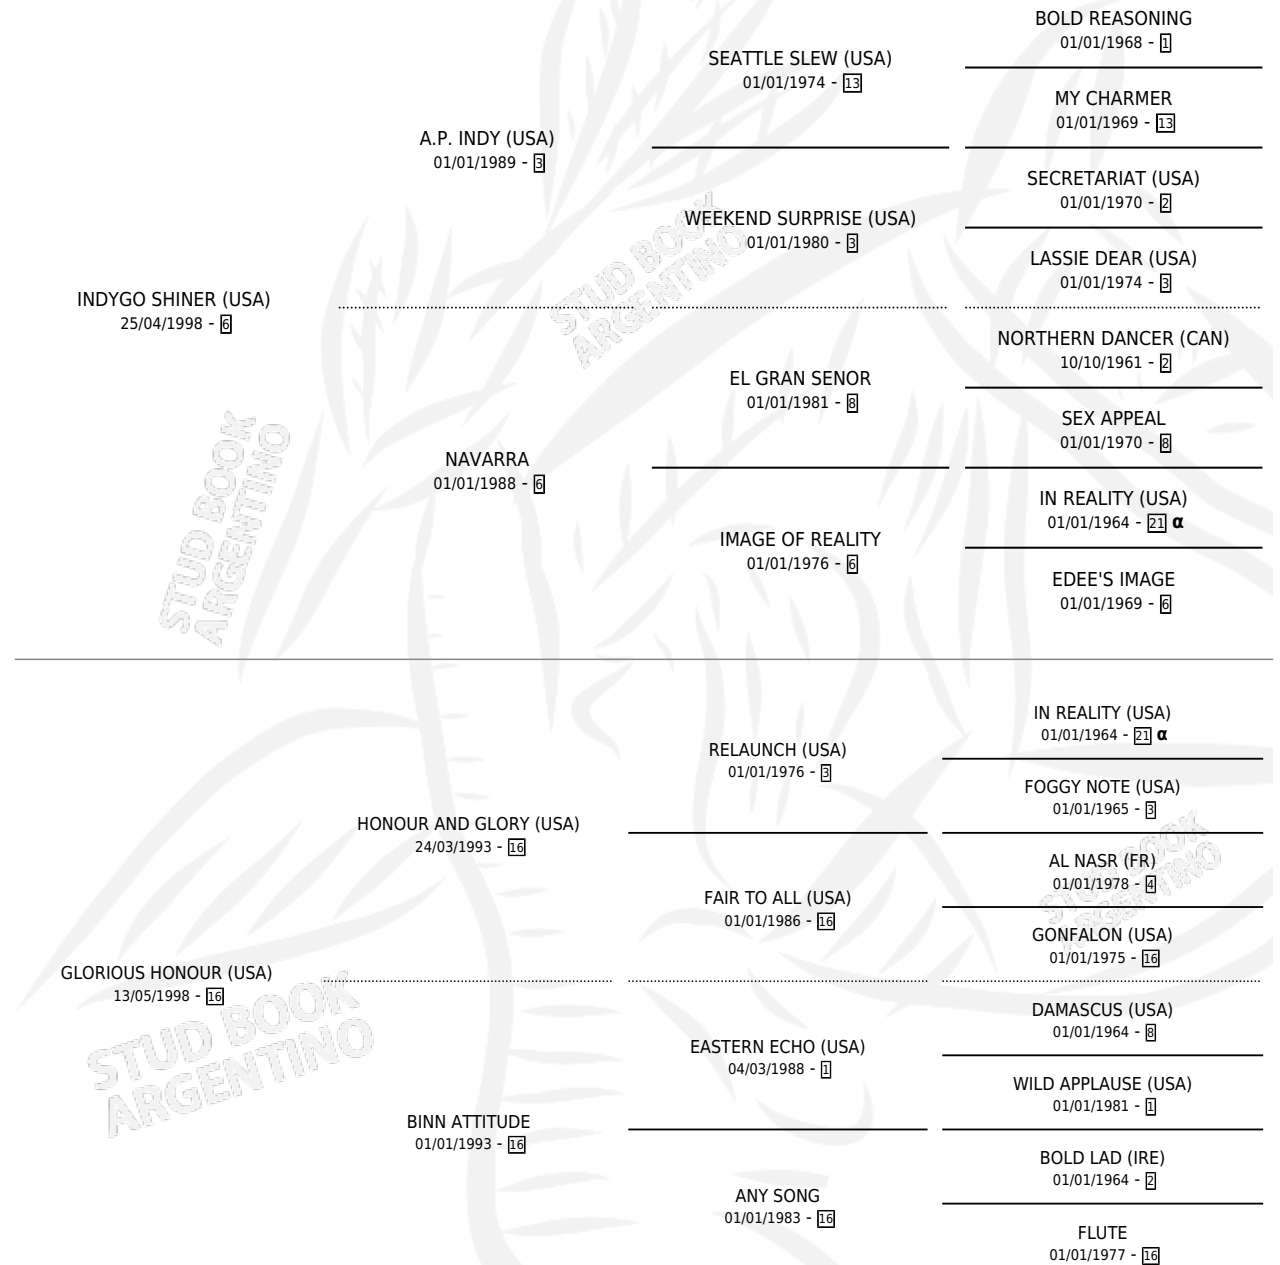 BOLD REASONING
01/01/1968 - 1
SEATTLE SLEW (USA)
01/01/1974 - 13
MY CHARMER
01/01/1969 - 13
A.P. INDY (USA)
01/01/1989 - 3
SECRETARIAT (USA)
01/01/1970 - 2
WEEKEND SURPRISE (USA)
01/01/1980 - 3
LASSIE DEAR (USA)
01/01/1974 - 3
INDYGO SHINER (USA)
25/04/1998 - 6
NORTHERN DANCER (CAN)
10/10/1961 - 2
EL GRAN SENOR
01/01/1981 - 8
SEX APPEAL
01/01/1970 - 8
NAVARRA
01/01/1988 - 6
IN REALITY (USA)
01/01/1964 - 21 α
IMAGE OF REALITY
01/01/1976 - 6
EDEE'S IMAGE
01/01/1969 - 6
IN REALITY (USA)
01/01/1964 - 21 α
RELAUNCH (USA)
01/01/1976 - 3
FOGGY NOTE (USA)
01/01/1965 - 3
HONOUR AND GLORY (USA)
24/03/1993 - 16
AL NASR (FR)
01/01/1978 - 4
FAIR TO ALL (USA)
01/01/1986 - 16
GONFALON (USA)
01/01/1975 - 16
GLORIOUS HONOUR (USA)
13/05/1998 - 16
DAMASCUS (USA)
01/01/1964 - 8
EASTERN ECHO (USA)
04/03/1988 - 1
WILD APPLAUSE (USA)
01/01/1981 - 1
BINN ATTITUDE
01/01/1993 - 16
BOLD LAD (IRE)
01/01/1964 - 2
ANY SONG
01/01/1983 - 16
FLUTE
01/01/1977 - 16
STUD BOOK
ARGENTINO
STUD BOOK
ARGENTINO
STUD BOOK
ARGENTINO
STUD BOOK
ARGENTINO